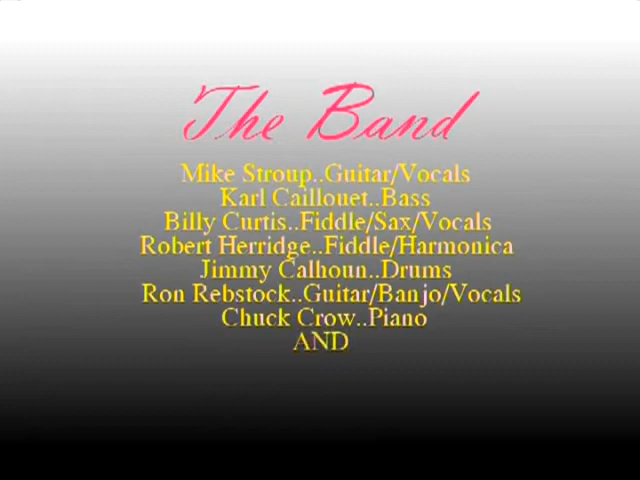 The Band
Mike Stroup..Guitar/Vocals
Karl Caillouet..Bass
Billy Curtis..Fiddle/Sax/Vocals
Robert Herridge..Fiddle/Harmonica
Jimmy Calhoun..Drums
Ron Rebstock..Guitar/Banjo/Vocals
Chuck Crow..Piano
AND